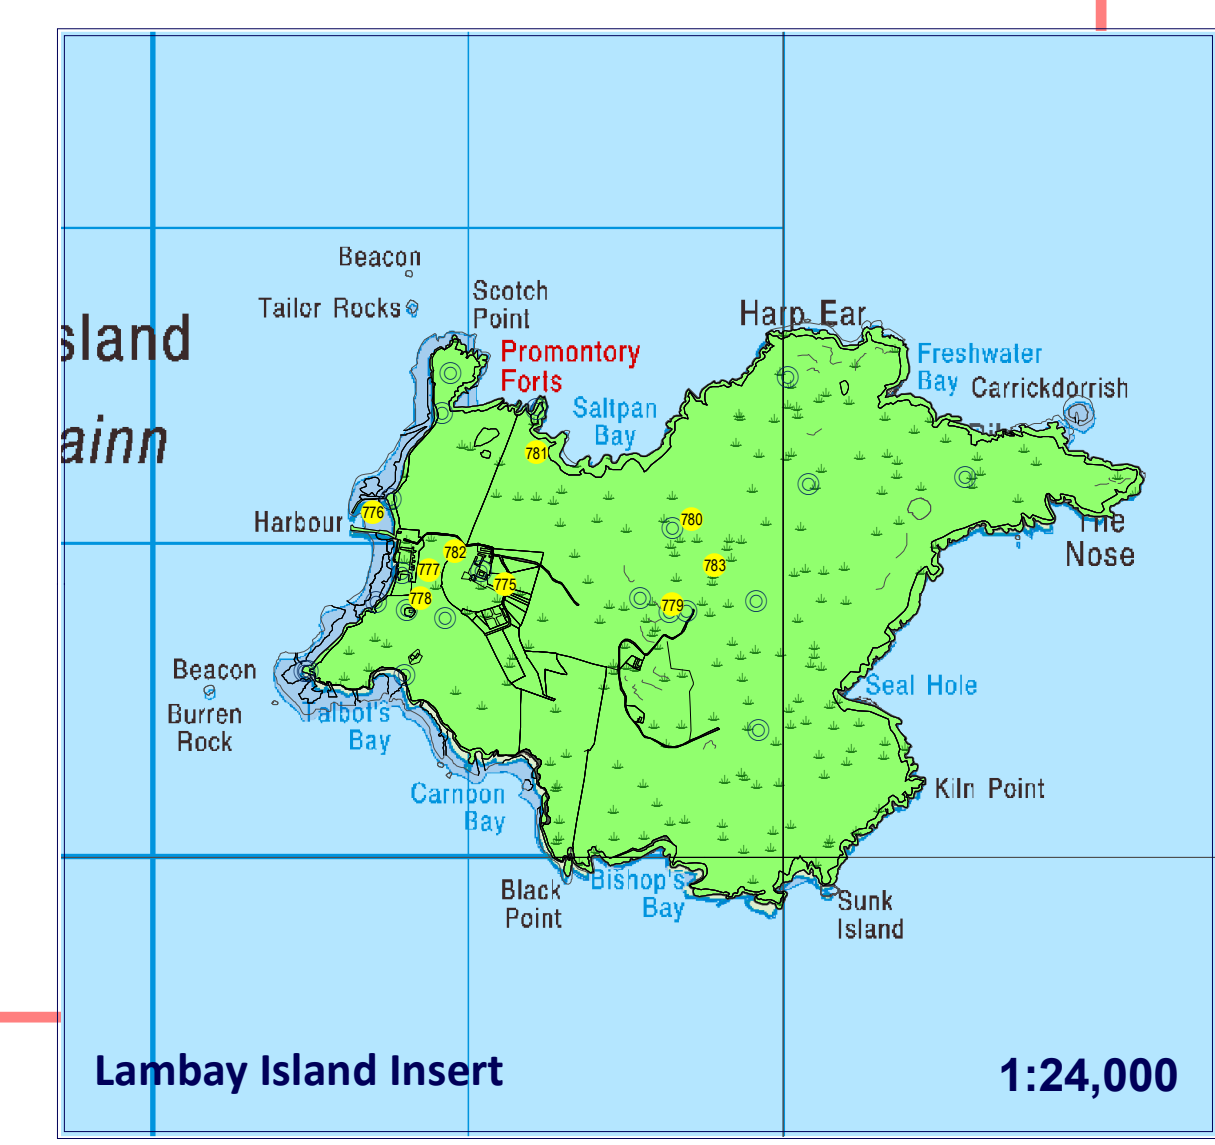 Beacon
Tailor Rocks
Scotch
Point
Harp Ear
sland
Promontory
Forts
Freshwater
Bay
Carrickdorrish
Saltpan
Bay
ainn
781
776
Harbour
780
The
Nose
782
777
783
775
778
779
Beacon
Burren
Rock
Seal Hole
Talbot's
Bay
Carnoon
Bay
Kiln Point
Black
Point
Bishop's
Bay
Sunk
Island
Lambay Island Insert
1:24,000